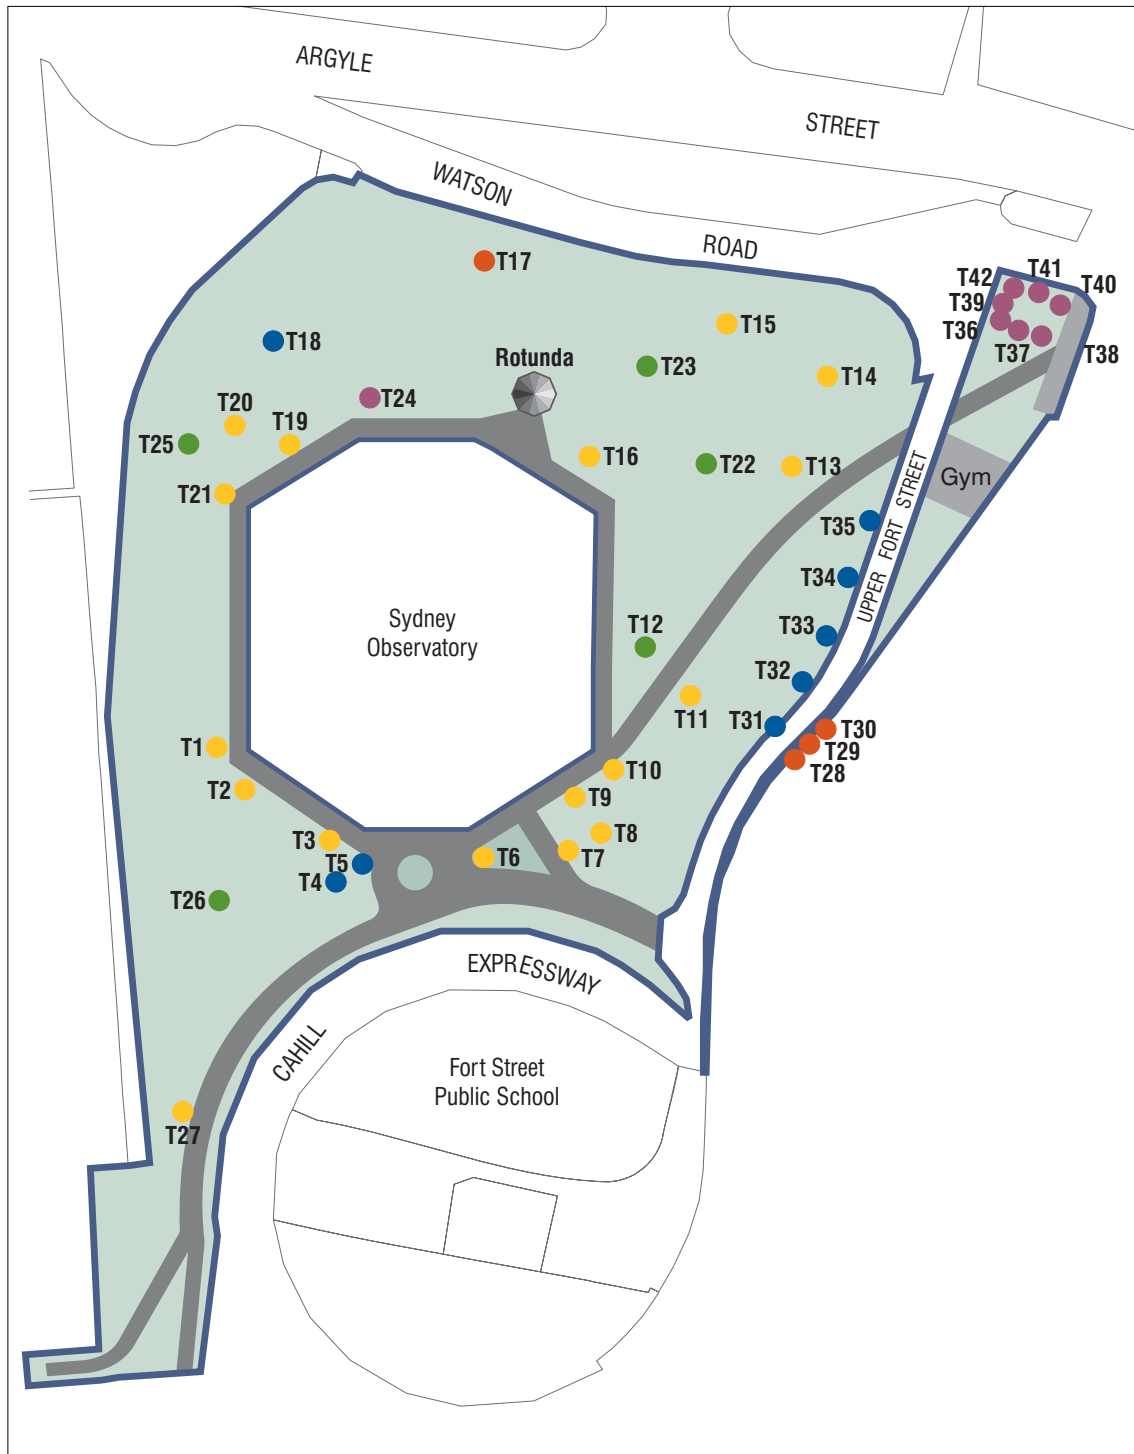 ARGYLE
STREET
WATSON
ROAD
T17
T42
T41
T40
T39
T36
T37
T38
T15
T18
Rotunda
T23
T14
T24
T20
T19
T25
T16
T22
T13
Gym
T21
T35
UPPER FORT STREET
T34
Sydney
Observatory
T12
T33
T32
T11
T31
T30
T29
T28
T1
T10
T2
T9
T3
T8
T5
T6
T7
T4
T26
CAHILL
EXPRESSWAY
Fort Street
Public School
T27